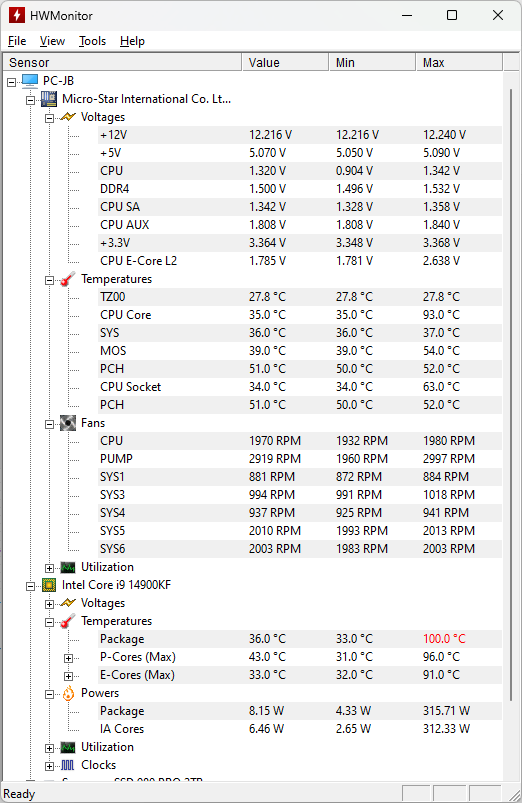 HWMonitor
File View Tools Help
Sensor Value Min Max
PC-JB
Micro-Star International Co. Lt...
Voltages
+12V 12.216 V 12.216 V 12.240 V
+5V 5.070 V 5.050 V 5.090 V
CPU 1.320 V 0.904 V 1.342 V
DDR4 1.500 V 1.496 V 1.532 V
CPU SA 1.342 V 1.328 V 1.358 V
CPU AUX 1.808 V 1.808 V 1.840 V
+3.3V 3.364 V 3.348 V 3.368 V
CPU E-Core L2 1.785 V 1.781 V 2.638 V
Temperatures
TZ00 27.8 °C 27.8 °C 27.8 °C
CPU Core 35.0 °C 35.0 °C 93.0 °C
SYS 36.0 °C 36.0 °C 37.0 °C
MOS 39.0 °C 39.0 °C 54.0 °C
PCH 51.0 °C 50.0 °C 52.0 °C
CPU Socket 34.0 °C 34.0 °C 63.0 °C
PCH 51.0 °C 50.0 °C 52.0 °C
Fans
CPU 1970 RPM 1932 RPM 1980 RPM
PUMP 2919 RPM 1960 RPM 2997 RPM
SYS1 881 RPM 872 RPM 884 RPM
SYS3 994 RPM 991 RPM 1018 RPM
SYS4 937 RPM 925 RPM 941 RPM
SYS5 2010 RPM 1993 RPM 2013 RPM
SYS6 2003 RPM 1983 RPM 2003 RPM
Utilization
Intel Core i9 14900KF
Voltages
Temperatures
Package 36.0 °C 33.0 °C 100.0 °C
P-Cores (Max) 43.0 °C 31.0 °C 96.0 °C
E-Cores (Max) 33.0 °C 32.0 °C 91.0 °C
Powers
Package 8.15 W 4.33 W 315.71 W
IA Cores 6.46 W 2.65 W 312.33 W
Utilization
Clocks
SSD 990 PRO 2TB
Ready